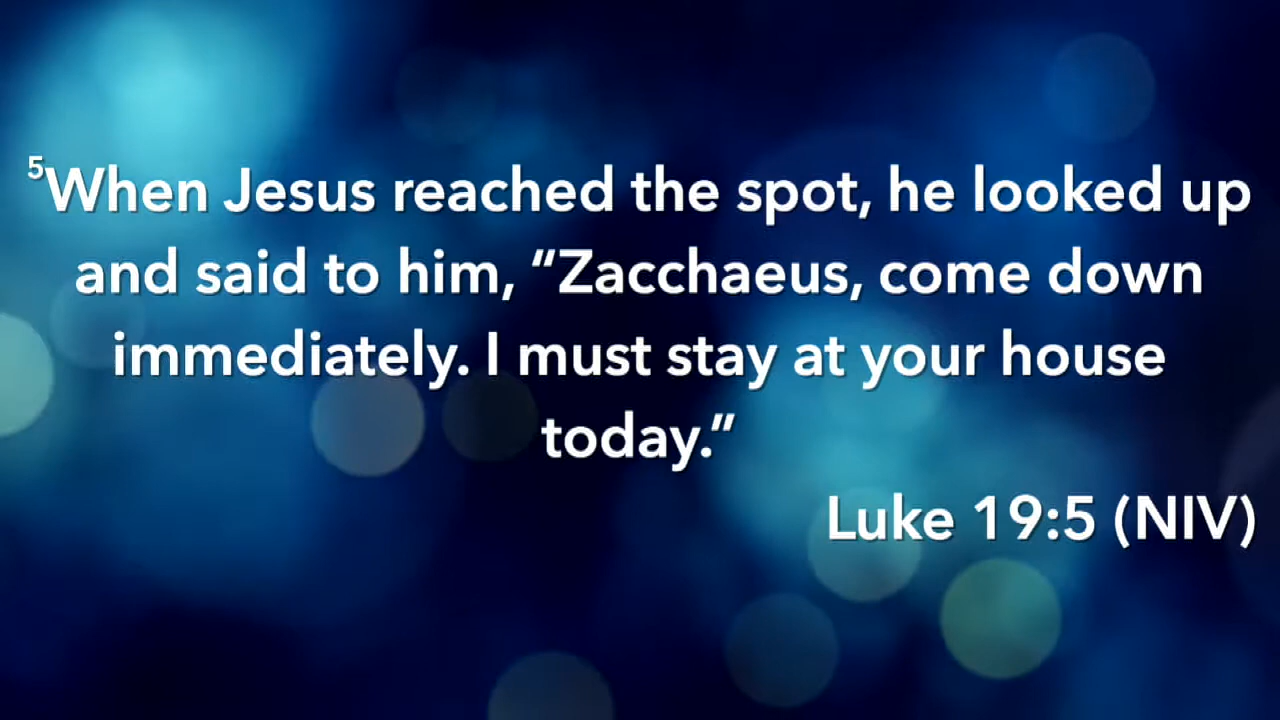 5When Jesus reached the spot, he looked up
and said to him, “Zacchaeus, come down
immediately. I must stay at your house
today.”
Luke 19:5 (NIV)